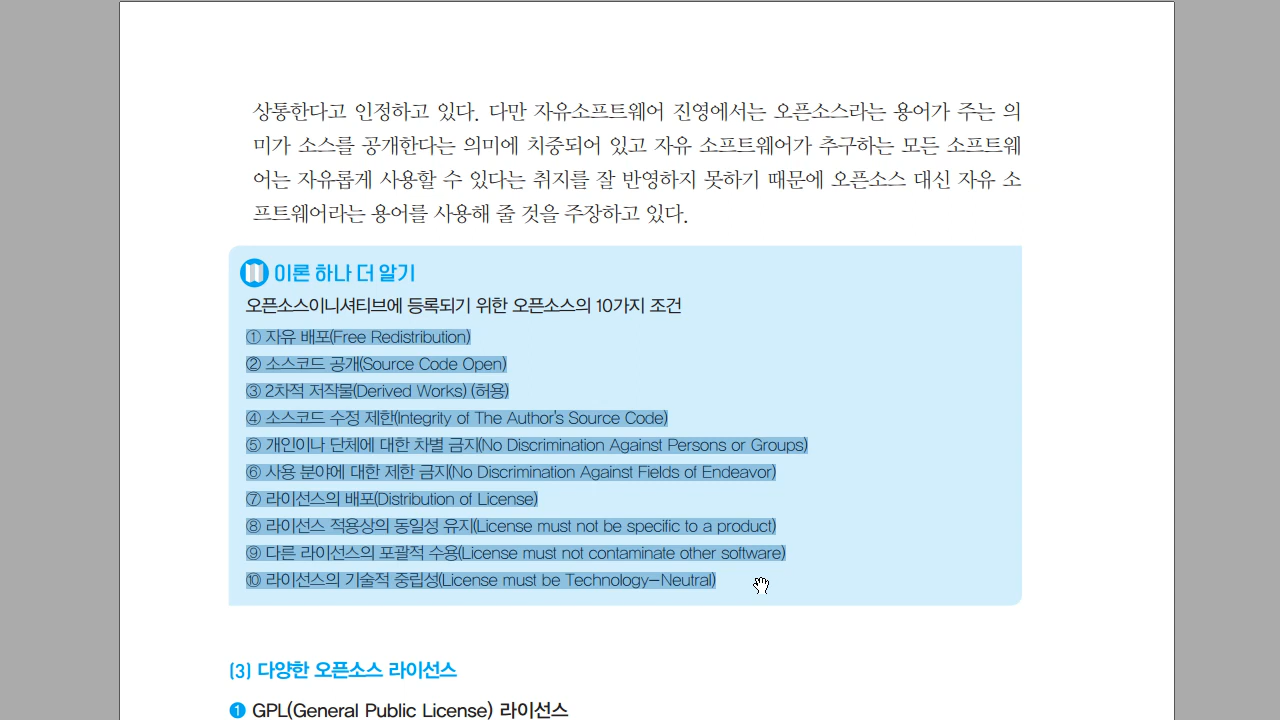 상통한다고 인정하고 있다. 다만 자유소프트웨어 진영에서는 오픈소스라는 용어가 주는 의
미가 소스를 공개한다는 의미에 치중되어 있고 자유 소프트웨어가 추구하는 모든 소프트웨
어는 자유롭게 사용할 수 있다는 취지를 잘 반영하지 못하기 때문에 오픈소스 대신 자유 소
프트웨어라는 용어를 사용해 줄 것을 주장하고 있다.
이론 하나 더 알기
오픈소스이니셔티브에 등록되기 위한 오픈소스의 10가지 조건
① 자유 배포(Free Redistribution)
② 소스코드 공개(Source Code Open)
③ 2차적 저작물(Derived Works) (허용)
④ 소스코드 수정 제한(Integrity of The Author's Source Code)
⑤ 개인이나 단체에 대한 차별 금지(No Discrimination Against Persons or Groups)
⑥ 사용 분야에 대한 제한 금지(No Discrimination Against Fields of Endeavor)
⑦ 라이선스의 배포(Distribution of License)
⑧ 라이선스 적용상의 동일성 유지(License must not be specific to a product)
⑨ 다른 라이선스의 포괄적 수용(License must not contaminate other software)
⑩ 라이선스의 기술적 중립성(License must be Technology-Neutral)
(3) 다양한 오픈소스 라이선스
❶ GPL(General Public License) 라이선스